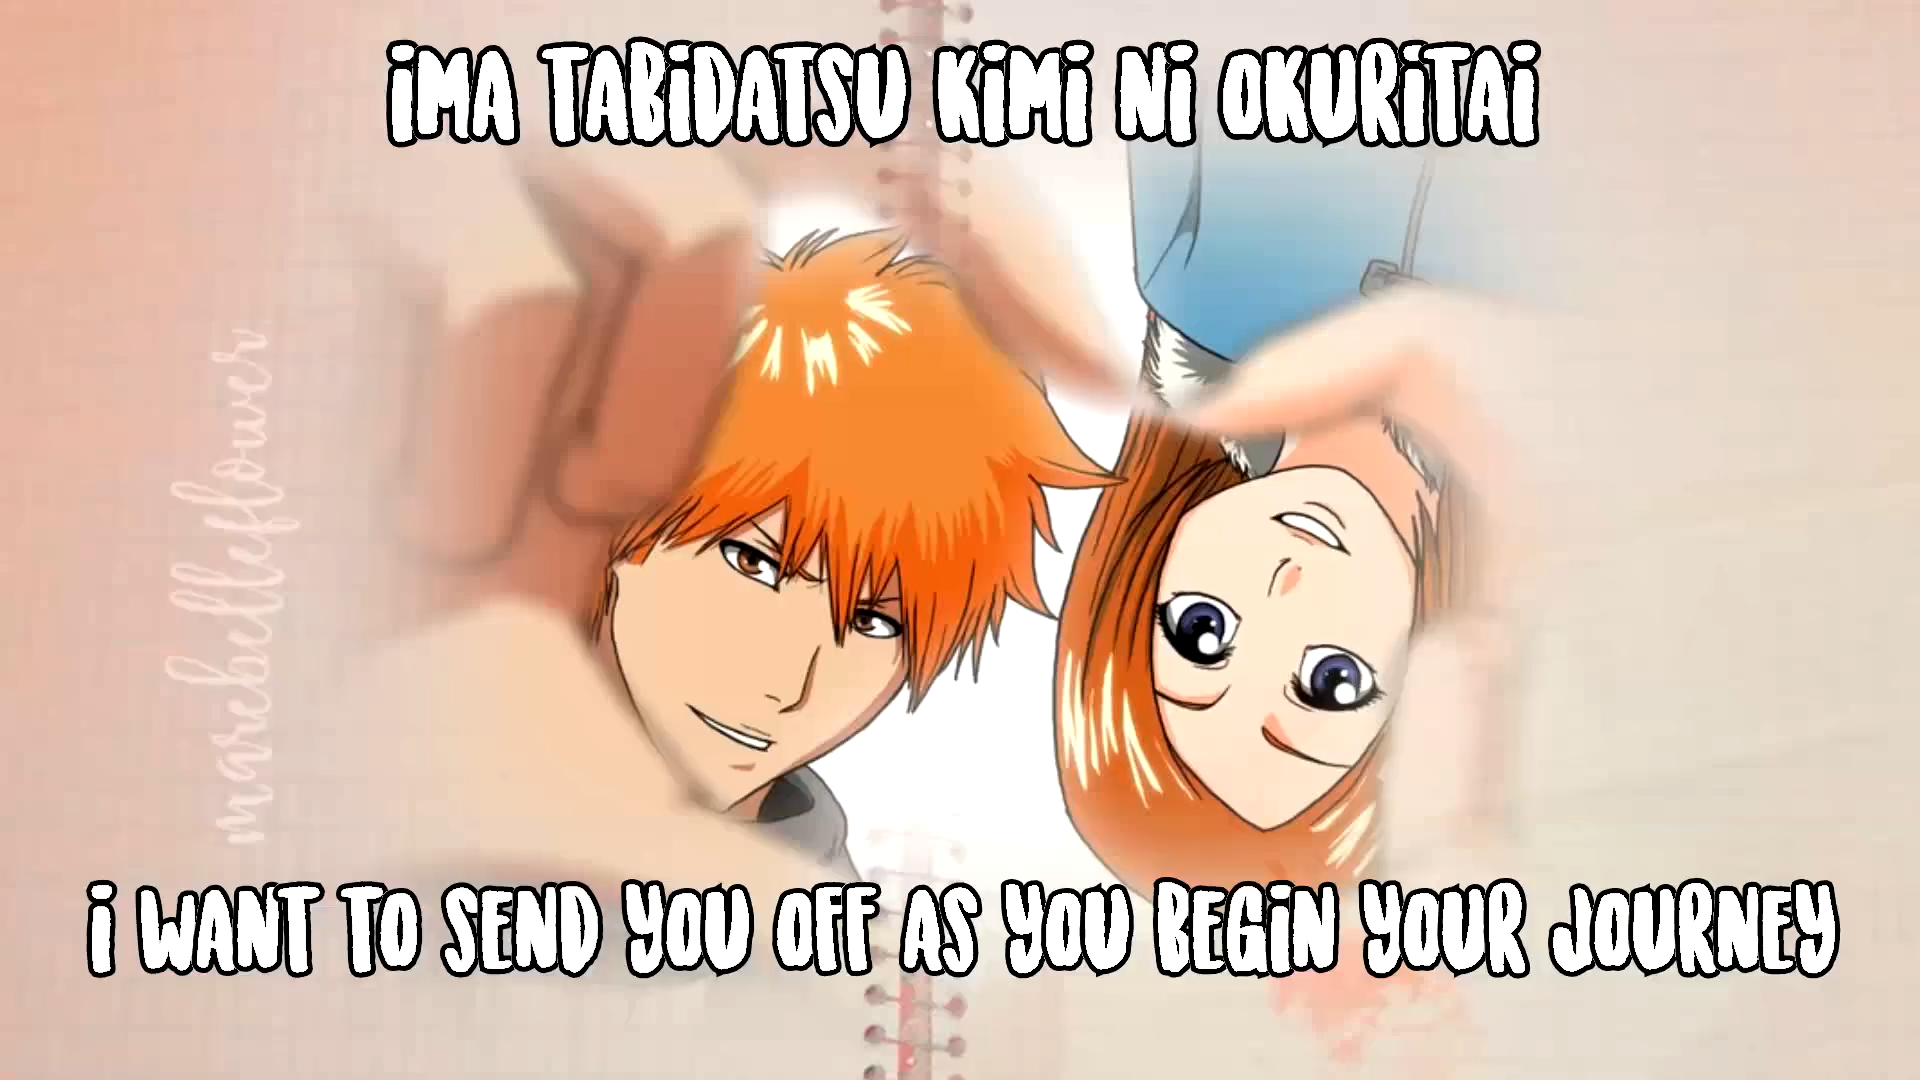 IMA TABIDATSU KIMI NI OKURITAI
marebelleflower
I WANT TO SEND YOU OFF AS YOU BEGIN YOUR JOURNEY